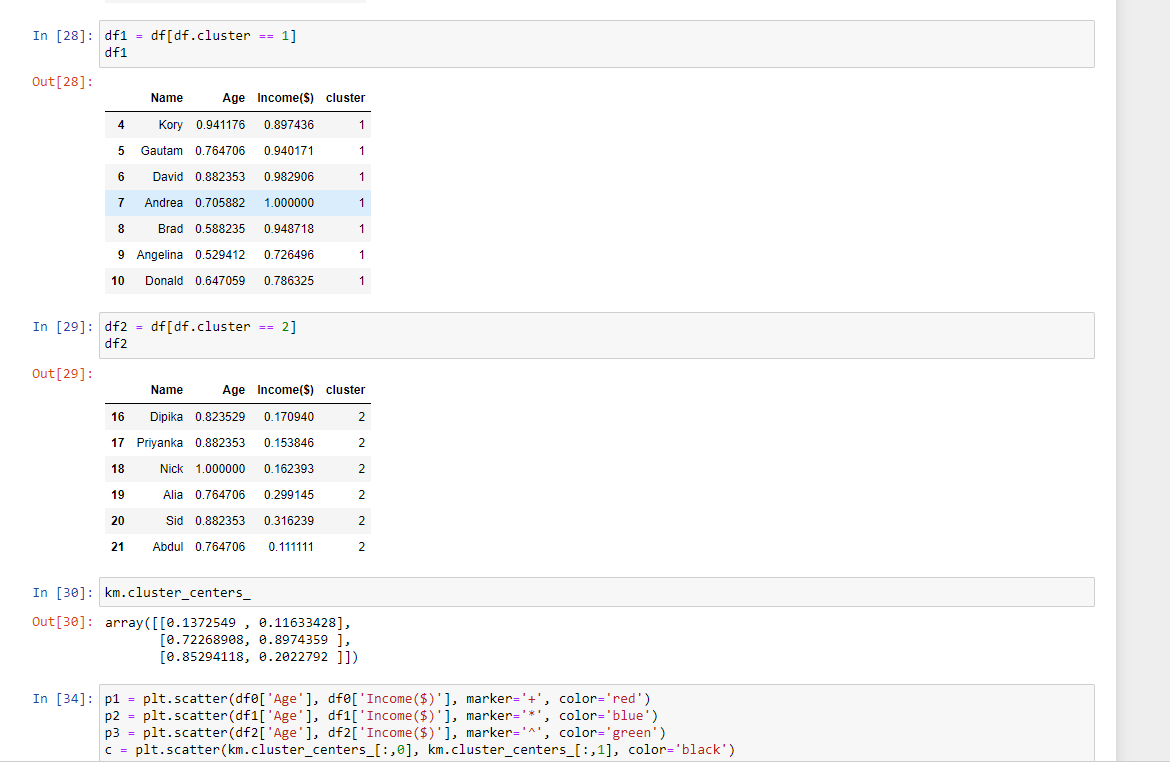 In [28]: df1 = df[df.cluster == 1]
df1
Out[28]:
Name Age Income($) cluster
4 Kory 0.941176 0.897436 1
5 Gautam 0.764706 0.940171 1
6 David 0.882353 0.982906 1
7 Andrea 0.705882 1.000000 1
8 Brad 0.588235 0.948718 1
9 Angelina 0.529412 0.726496 1
10 Donald 0.647059 0.786325 1
In [29]: df2 = df[df.cluster == 2]
df2
Out[29]:
Name Age Income($) cluster
16 Dipika 0.823529 0.170940 2
17 Priyanka 0.882353 0.153846 2
18 Nick 1.000000 0.162393 2
19 Alia 0.764706 0.299145 2
20 Sid 0.882353 0.316239 2
21 Abdul 0.764706 0.111111 2
In [30]: km.cluster_centers_
Out[30]: array([[0.1372549 , 0.11633428],
[0.72268908, 0.8974359 ],
[0.85294118, 0.2022792 ]])
In [34]: p1 = plt.scatter(df0['Age'], df0['Income($)'], marker='+', color='red')
p2 = plt.scatter(df1['Age'], df1['Income($)'], marker='*', color='blue')
p3 = plt.scatter(df2['Age'], df2['Income($)'], marker='^', color='green')
c = plt.scatter(km.cluster_centers_[:,0], km.cluster_centers_[:,1], color='black')